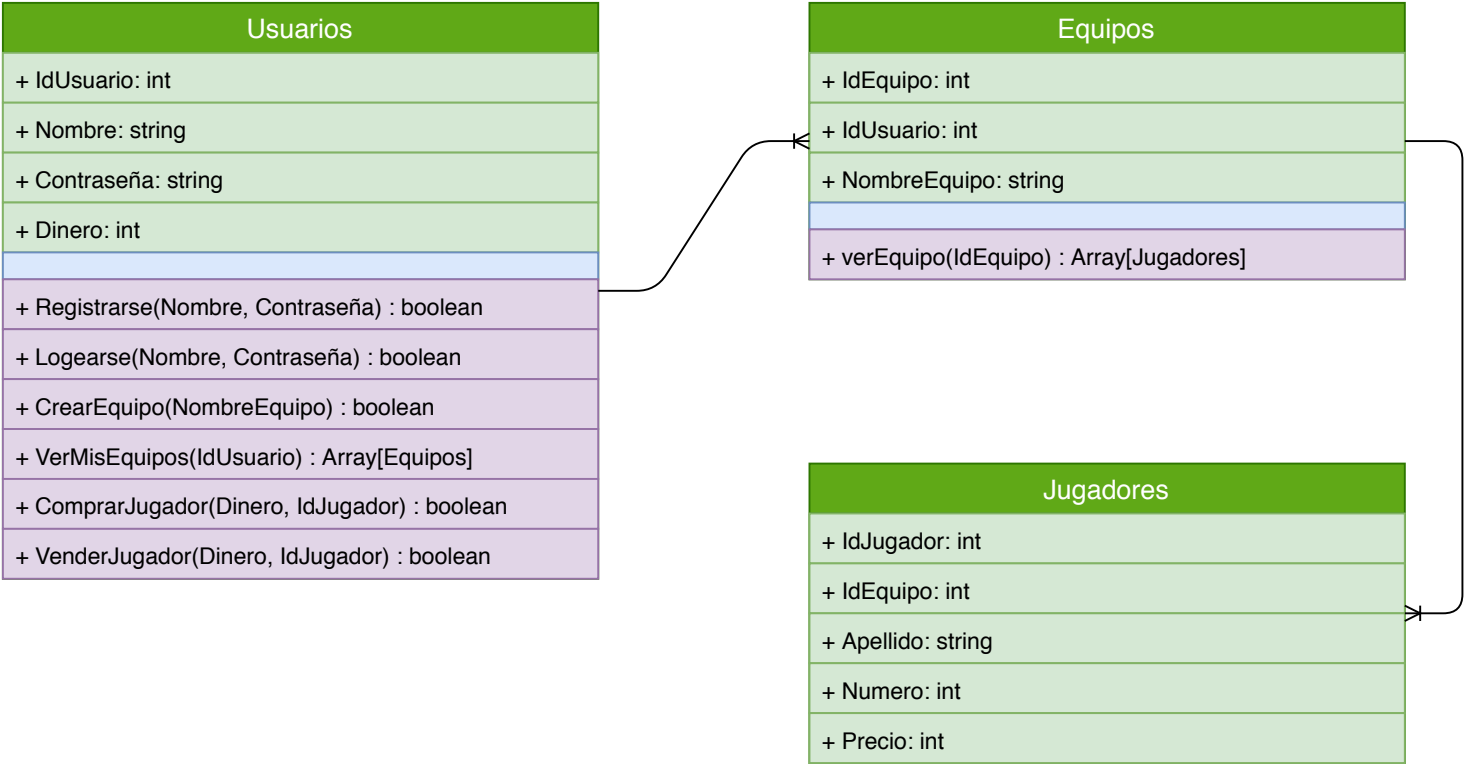 Usuarios
+ IdUsuario: int
+ Nombre: string
+ Contraseña: string
+ Dinero: int
+ Registrarse(Nombre, Contraseña) : boolean
+ Logearse(Nombre, Contraseña) : boolean
+ CrearEquipo(NombreEquipo) : boolean
+ VerMisEquipos(IdUsuario) : Array[Equipos]
+ ComprarJugador(Dinero, IdJugador) : boolean
+ VenderJugador(Dinero, IdJugador) : boolean
Equipos
+ IdEquipo: int
+ IdUsuario: int
+ NombreEquipo: string
+ verEquipo(IdEquipo) : Array[Jugadores]
Jugadores
+ IdJugador: int
+ IdEquipo: int
+ Apellido: string
+ Numero: int
+ Precio: int